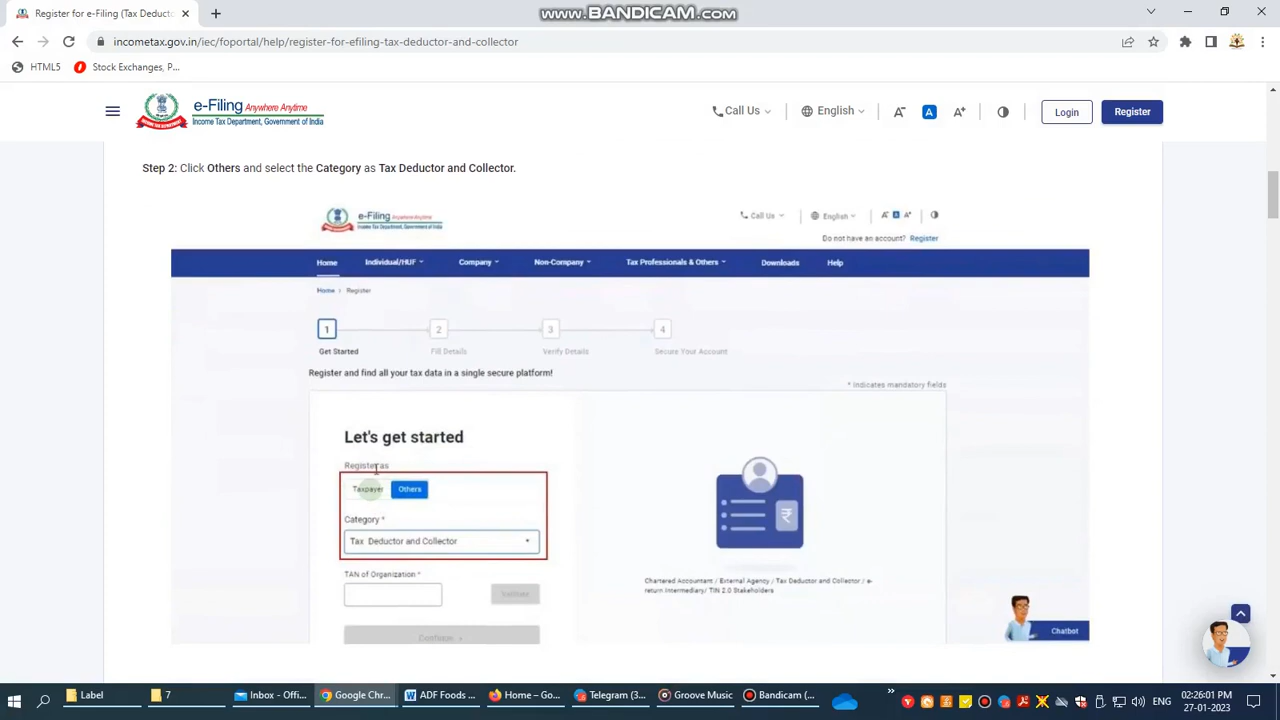 Register for e-Filing (Tax Deduct
www.BANDICAM.com
incometax.gov.in/iec/foportal/help/register-for-efiling-tax-deductor-and-collector
HTML5
Stock Exchanges, P...
e-Filing Anywhere Anytime
Income Tax Department, Government of India
Call Us
English
A-
A
A+
Login
Register
Step 2: Click Others and select the Category as Tax Deductor and Collector.
e-Filing Anywhere Anytime
Income Tax Department, Government of India
Call Us
English
A-
A
A+
Do not have an account? Register
Home
Individual/HUF
Company
Non-Company
Tax Professionals & Others
Downloads
Help
Home > Register
1
2
3
4
Get Started
Fill Details
Verify Details
Secure Your Account
Register and find all your tax data in a single secure platform!
* Indicates mandatory fields
Let's get started
Register as
Taxpayer
Others
Category *
Tax Deductor and Collector
TAN of Organization *
Validate
Continue >
Chartered Accountant / External Agency / Tax Deductor and Collector / e-
return Intermediary/ TIN 2.0 Stakeholders
Chatbot
Label
7
Inbox - Offi...
Google Chr...
ADF Foods ...
Home – Go...
Telegram (3...
Groove Music
Bandicam (...
ENG
02:26:01 PM
27-01-2023